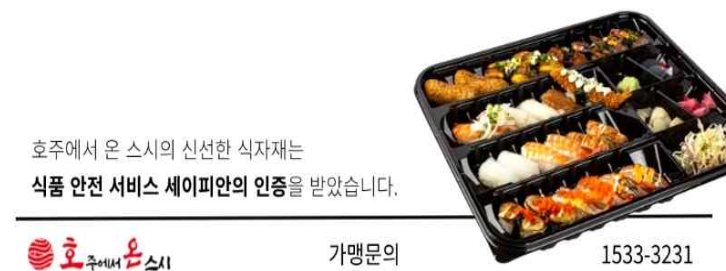 호주에서 온 스시의 신선한 식자재는
식품 안전 서비스 세이피안의 인증을 받았습니다.
호주에서온스시
가맹문의
1533-3231